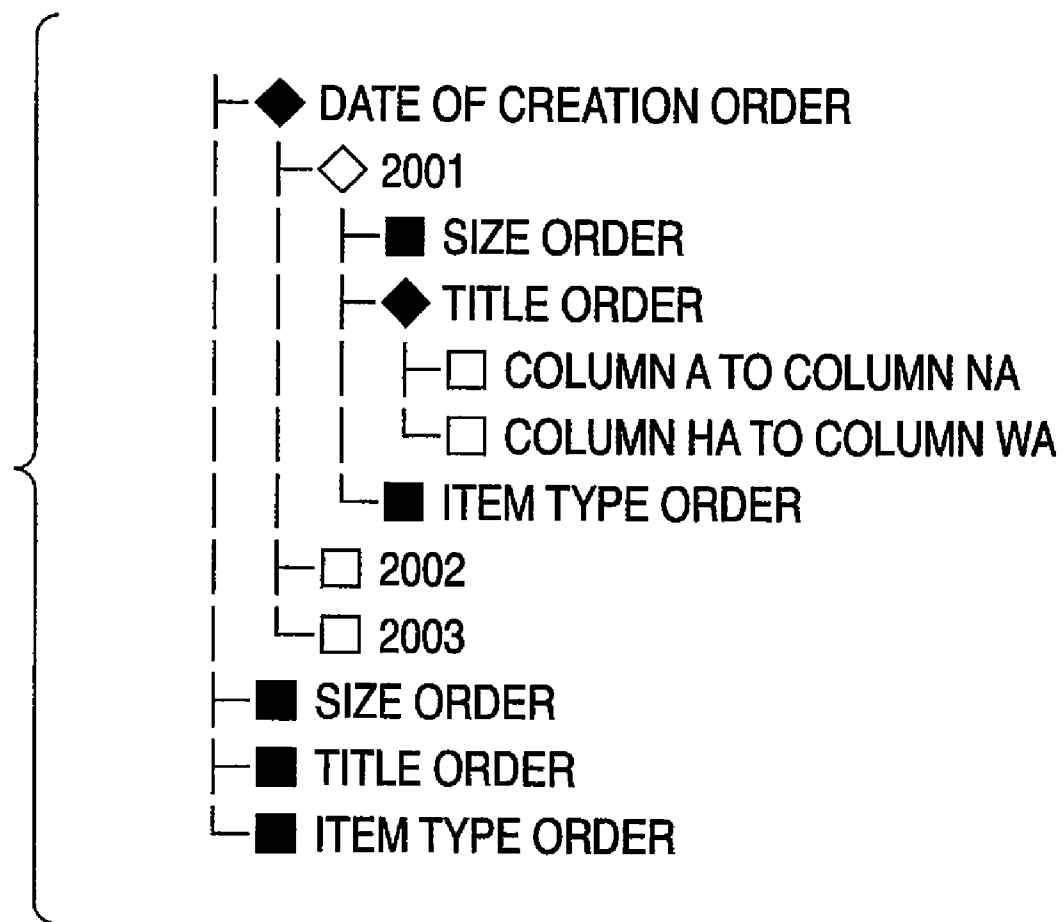 DATE OF CREATION ORDER
2001
SIZE ORDER
TITLE ORDER
COLUMN A TO COLUMN NA
COLUMN HA TO COLUMN WA
ITEM TYPE ORDER
2002
2003
SIZE ORDER
TITLE ORDER
ITEM TYPE ORDER